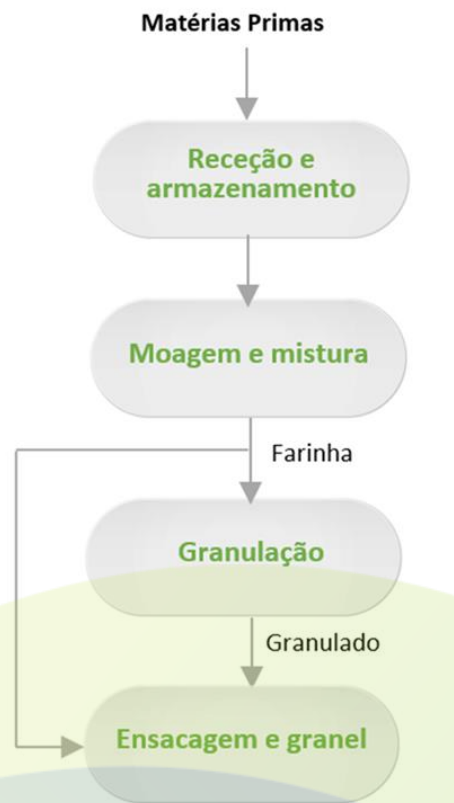 Matérias Primas
Receção e
armazenamento
Moagem e mistura
Farinha
Granulação
Granulado
Ensacagem e granel